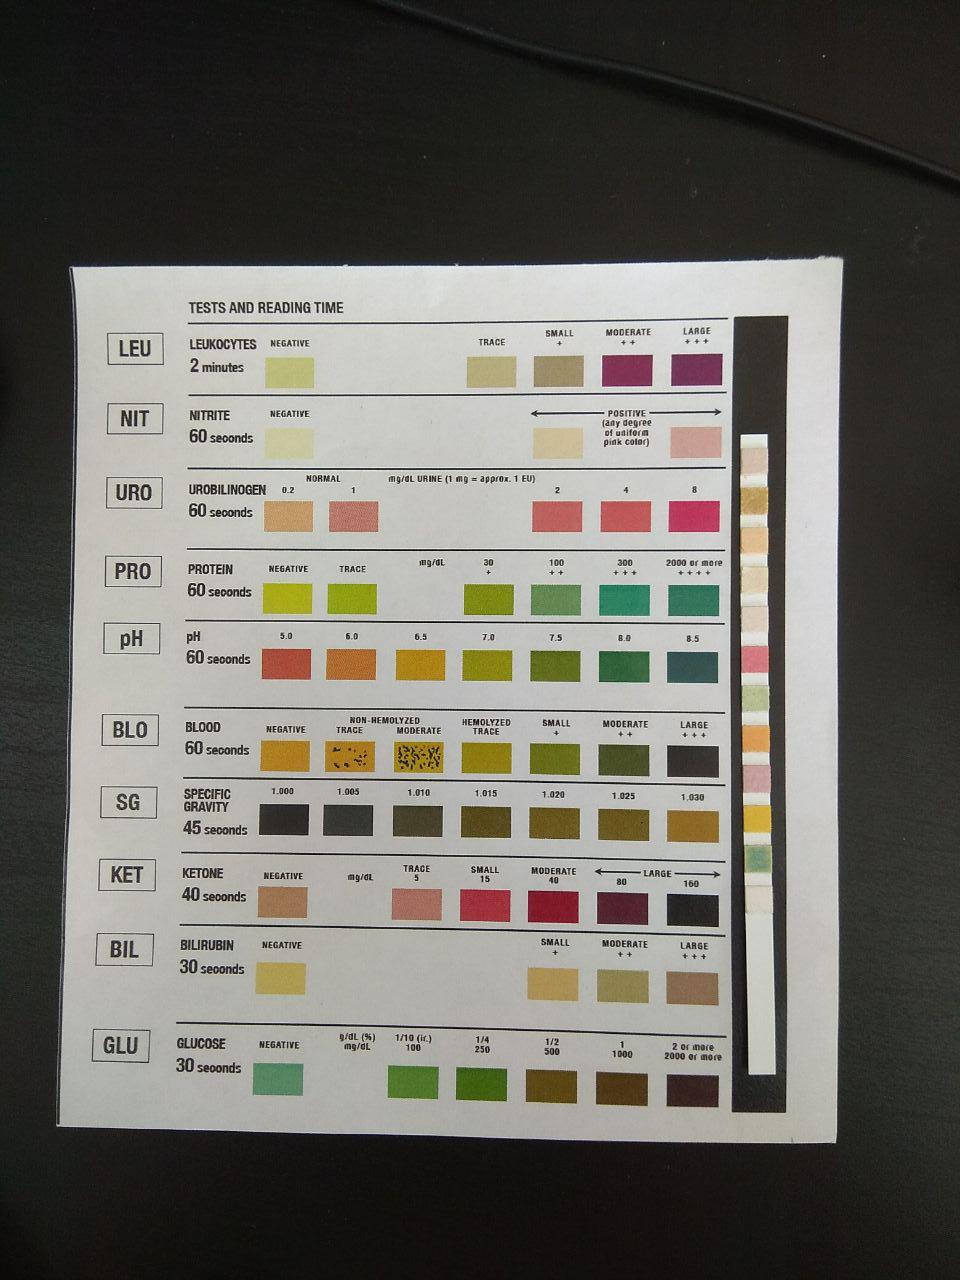 TESTS AND READING TIME
LEU LEUKOCYTES 2 minutes NEGATIVE TRACE SMALL + MODERATE ++ LARGE +++
NIT NITRITE 60 seconds NEGATIVE POSITIVE (any degree of uniform pink color)
URO UROBILINOGEN 60 seconds NORMAL 0.2 1 mg/dL URINE (1 mg = approx. 1 EU) 2 4 8
PRO PROTEIN 60 seconds NEGATIVE TRACE mg/dL 30 + 100 ++ 300 +++ 2000 or more ++++
pH pH 60 seconds 5.0 6.0 6.5 7.0 7.5 8.0 8.5
BLO BLOOD 60 seconds NEGATIVE NON-HEMOLYZED TRACE MODERATE HEMOLYZED TRACE SMALL + MODERATE ++ LARGE +++
SG SPECIFIC GRAVITY 45 seconds 1.000 1.005 1.010 1.015 1.020 1.025 1.030
KET KETONE 40 seconds NEGATIVE mg/dL TRACE 5 SMALL 15 MODERATE 40 LARGE 80 160
BIL BILIRUBIN 30 seconds NEGATIVE SMALL + MODERATE ++ LARGE +++
GLU GLUCOSE 30 seconds NEGATIVE g/dL (%) mg/dL 1/10 (ir.) 100 1/4 250 1/2 500 1 1000 2 or more 2000 or more